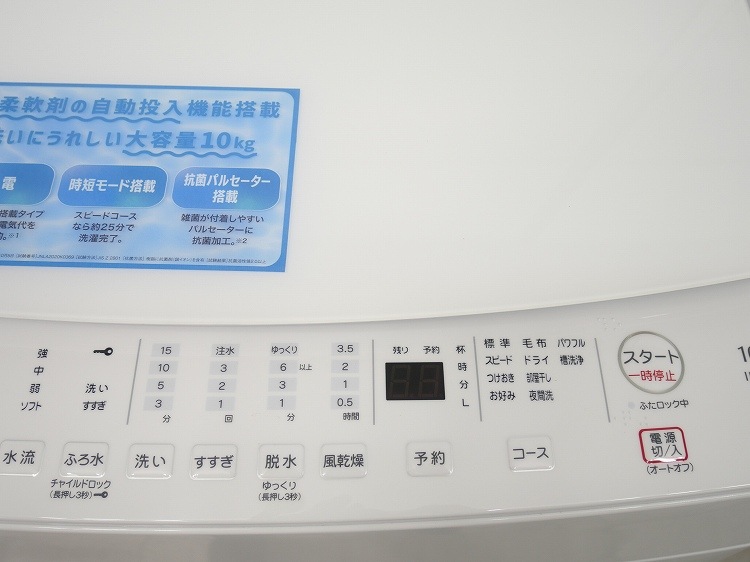 柔軟剤の自動投入機能搭載
洗いにうれしい大容量10kg
電
時短モード搭載
抗菌パルセーター
搭載
搭載タイプ
電気代を
スピードコース
なら約25分で
洗濯完了。
雑菌が付着しやすい
パルセーターに
抗菌加工。※2
強
中
弱 洗い
ソフト すすぎ
15 注水 ゆっくり 3.5
10 3 6 以上 2
5 2 3 1
3 1 1 0.5
分 回 分 時間
残り 予約 杯
時
分
L
標準 毛布 パワフル
スピード ドライ 槽洗浄
つけおき 部屋干し
お好み 夜間洗
スタート
一時停止
ふたロック中
水流 ふろ水 洗い すすぎ 脱水 風乾燥 予約 コース
電源
切/入
(オートオフ)
チャイルドロック
(長押し3秒)
ゆっくり
(長押し3秒)